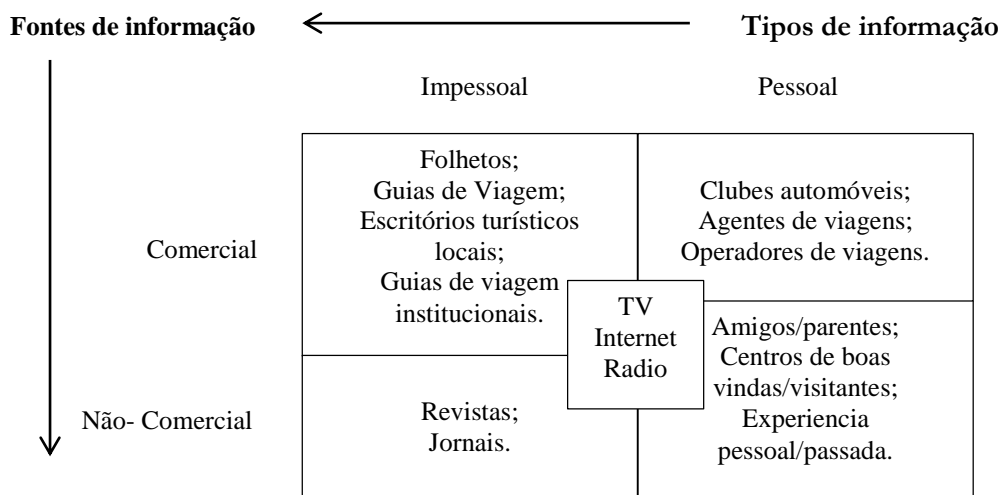 Fontes de informação
Tipos de informação
Impessoal
Pessoal
Comercial
Folhetos;
Guias de Viagem;
Escritórios turísticos
locais;
Guias de viagem
institucionais.
Clubes automóveis;
Agentes de viagens;
Operadores de viagens.
TV
Internet
Radio
Não- Comercial
Revistas;
Jornais.
Amigos/parentes;
Centros de boas
vindas/visitantes;
Experiencia
pessoal/passada.